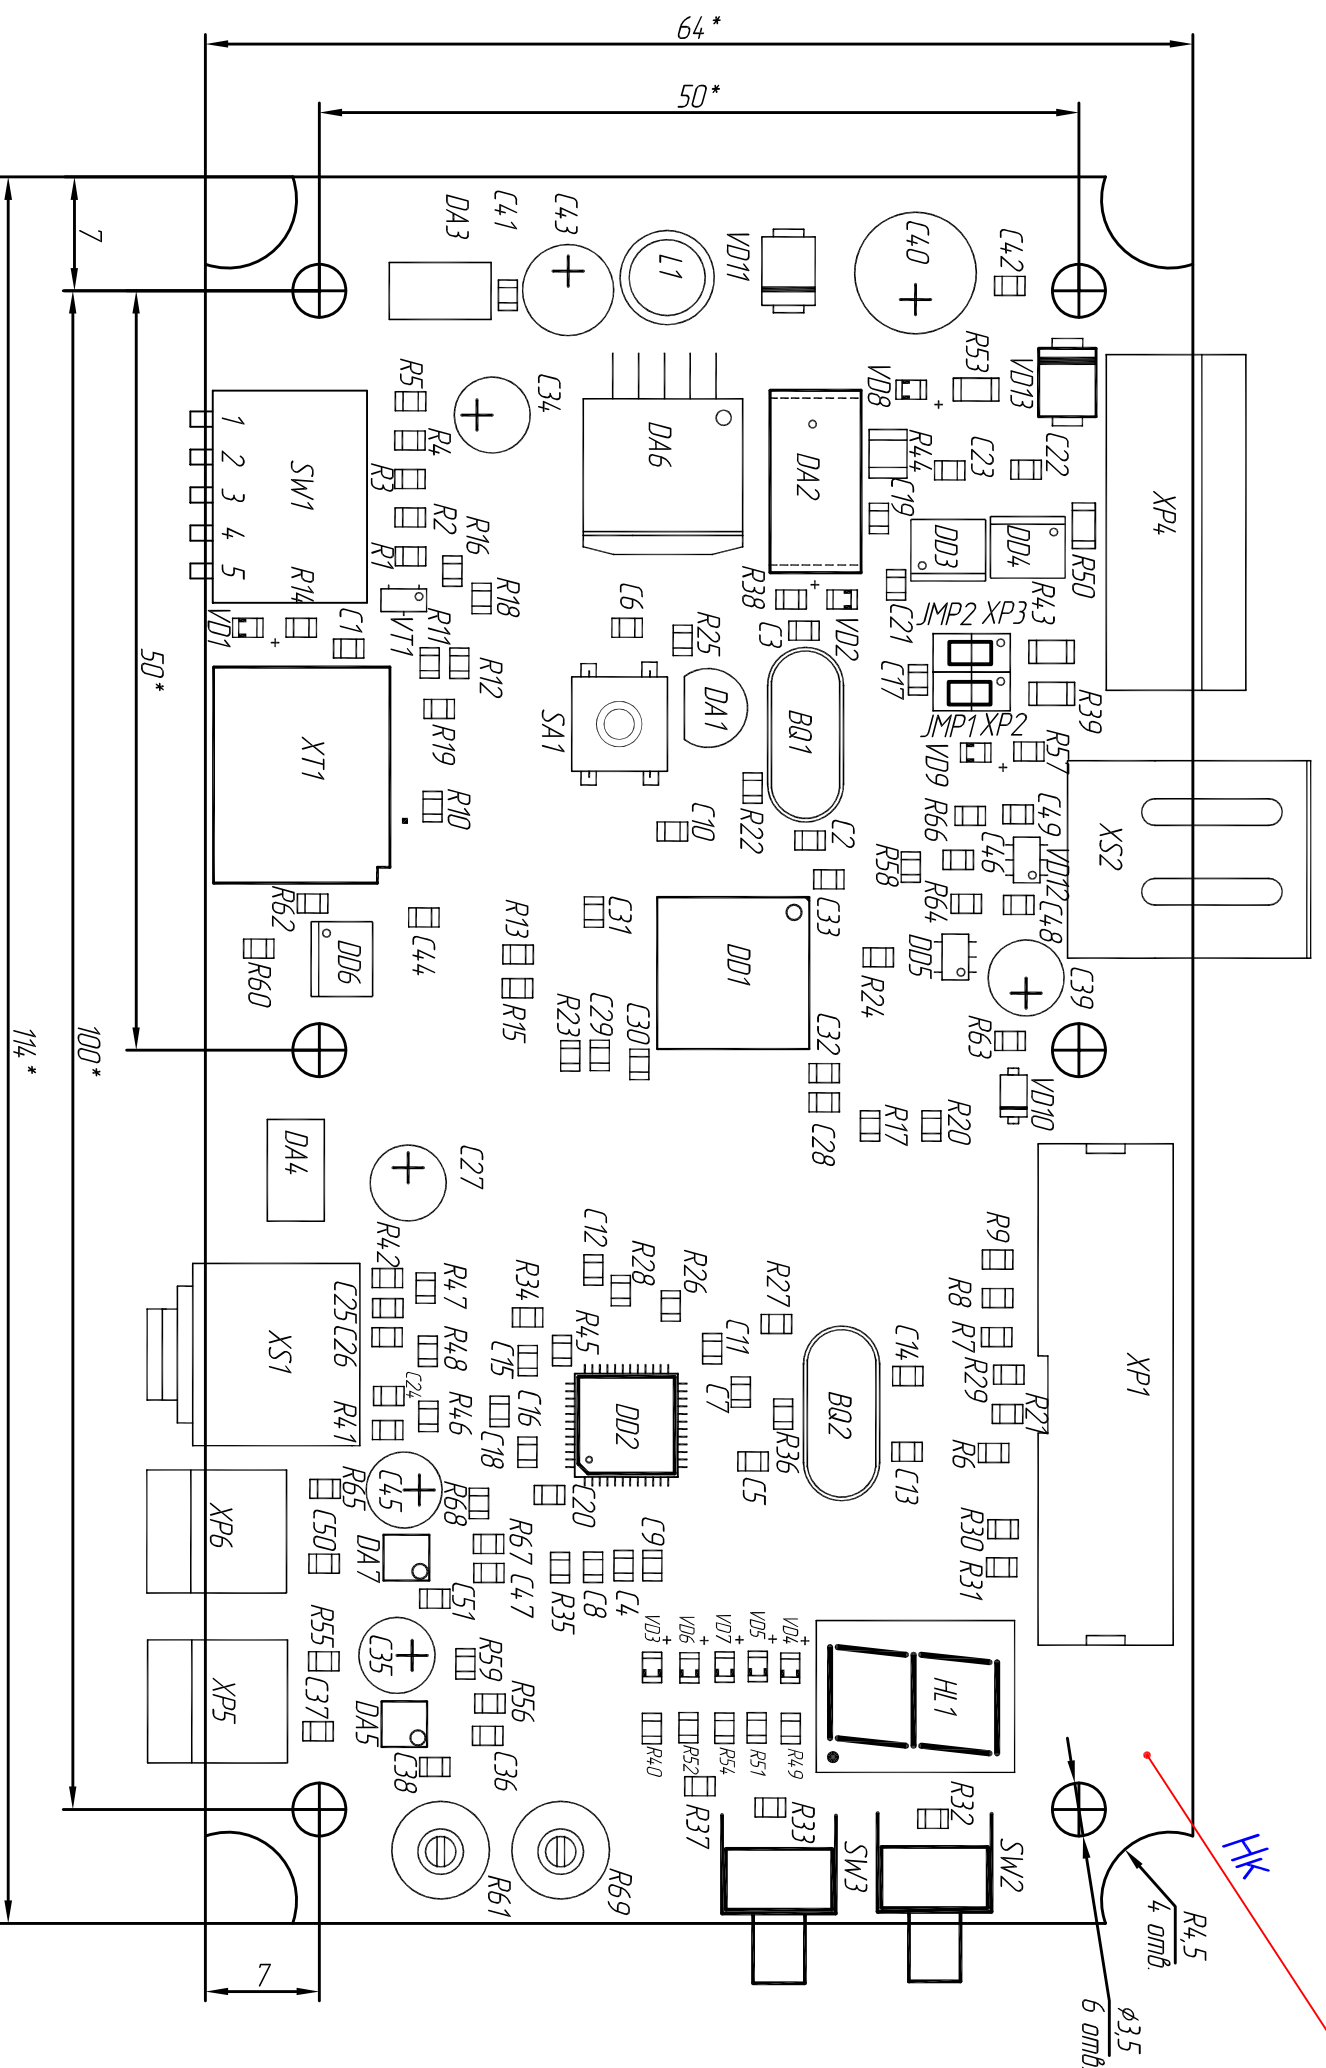 64*
50*
7
50*
100*
114*
7
C41
C43
DA3
L1
VD11
C40
C42
R5
C34
R4
R3
R2
R16
R1
R18
SW1
1
2
3
4
5
R14
VD1
+
C1
VT1
R11
R12
DA6
DA2
VD8
+
R53
VD13
R44
C23
C22
C19
XP4
DD3
DD4
R50
R38
+
VD2
C3
C21
R43
JMP2 XP3
C6
R25
C17
R39
JMP1 XP2
XT1
R19
R10
SA1
DA1
BQ1
R22
C10
C2
VD9
+
R57
R66
C49
C46
VD12
XS2
R58
R64
C48
R62
DD6
R60
C44
R13
C31
R15
R23
C29
C30
DD1
C33
R24
DD5
C39
C32
R63
VD10
C28
R17
R20
DA4
C27
R42
R47
C25
C26
R48
XS1
C24
R41
R46
R34
C12
R28
R26
R27
R45
C15
C11
C16
C18
C7
DD2
R36
BQ2
C14
C13
C5
R9
R8
R7
R29
R21
R6
R30
R31
XP1
XP6
R65
C45
R68
C50
DA7
R67
C47
C51
C20
R35
C8
C4
C9
VD3
+
VD6
+
VD7
+
VD5
+
VD4
+
HL1
R55
C35
R59
XP5
C37
DA5
R56
C36
C38
R40
R52
R54
R51
R49
R37
R33
R32
SW3
SW2
R61
R69
НК
R4,5
4 отв.
ø3,5
6 отв.